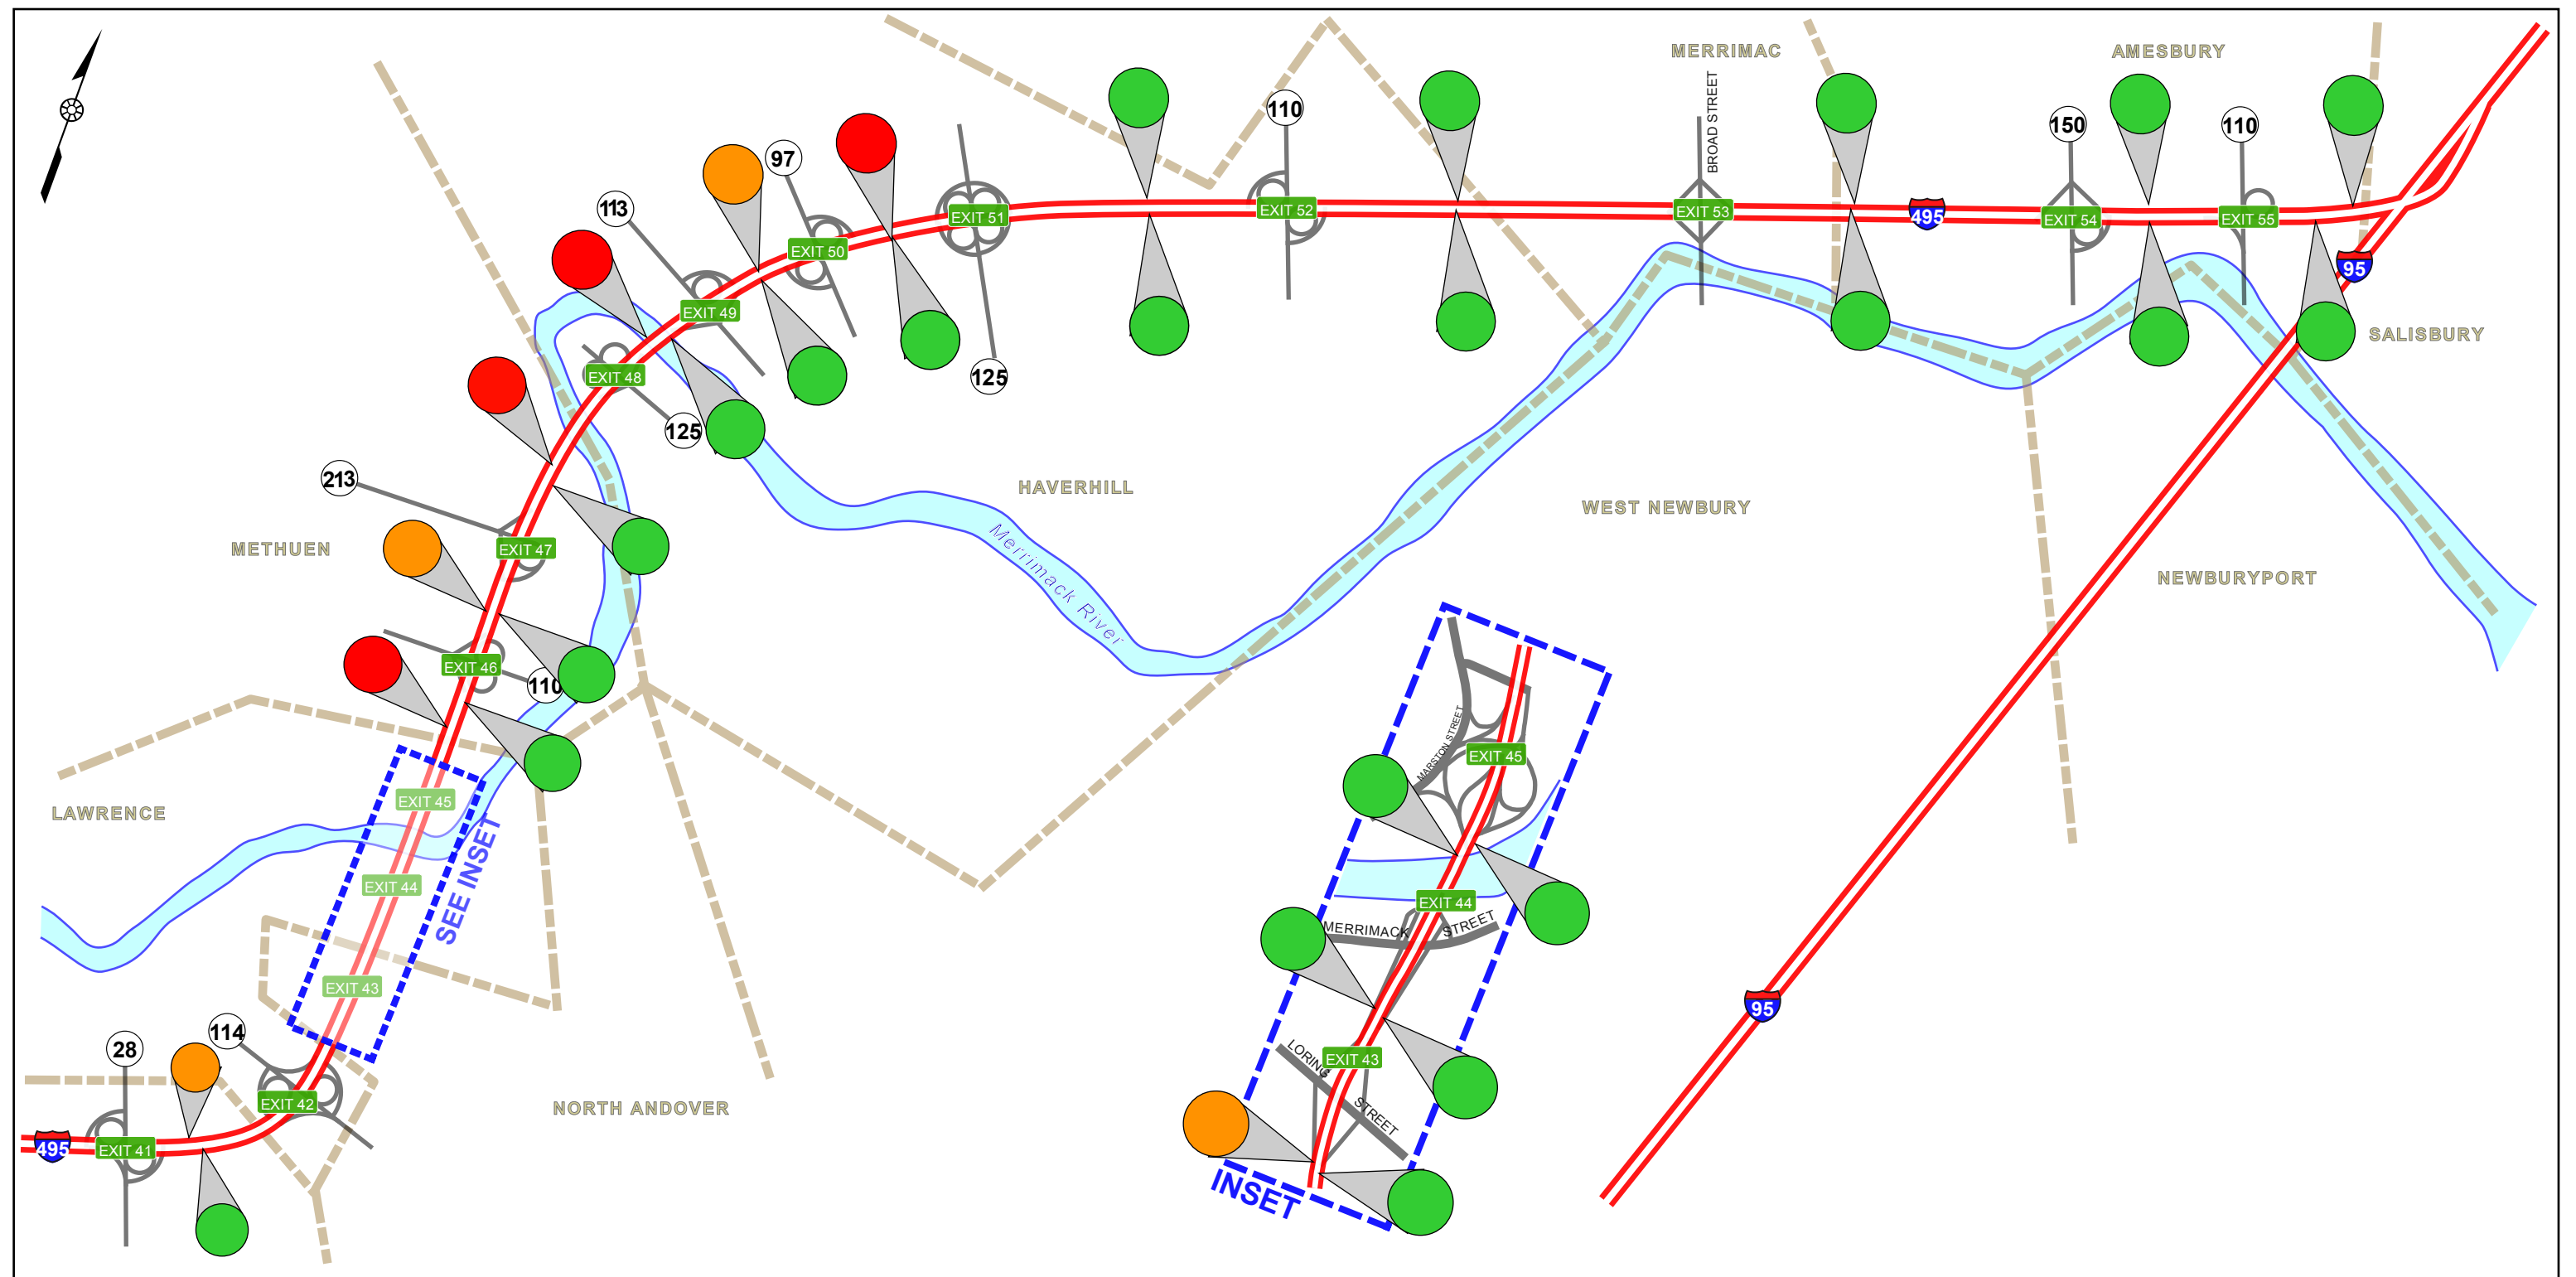 MERRIMAC
AMESBURY
BROAD STREET
110
150
110
97
113
EXIT 51
EXIT 52
EXIT 53
495
EXIT 54
EXIT 55
EXIT 50
95
EXIT 49
SALISBURY
EXIT 48
125
125
213
HAVERHILL
WEST NEWBURY
METHUEN
EXIT 47
Merrimack River
NEWBURYPORT
EXIT 46
110
MARSTON STREET
EXIT 45
EXIT 45
LAWRENCE
SEE INSET
EXIT 44
EXIT 44
MERRIMACK STREET
EXIT 43
95
114
28
EXIT 43
LORING STREET
EXIT 42
NORTH ANDOVER
495
EXIT 41
INSET